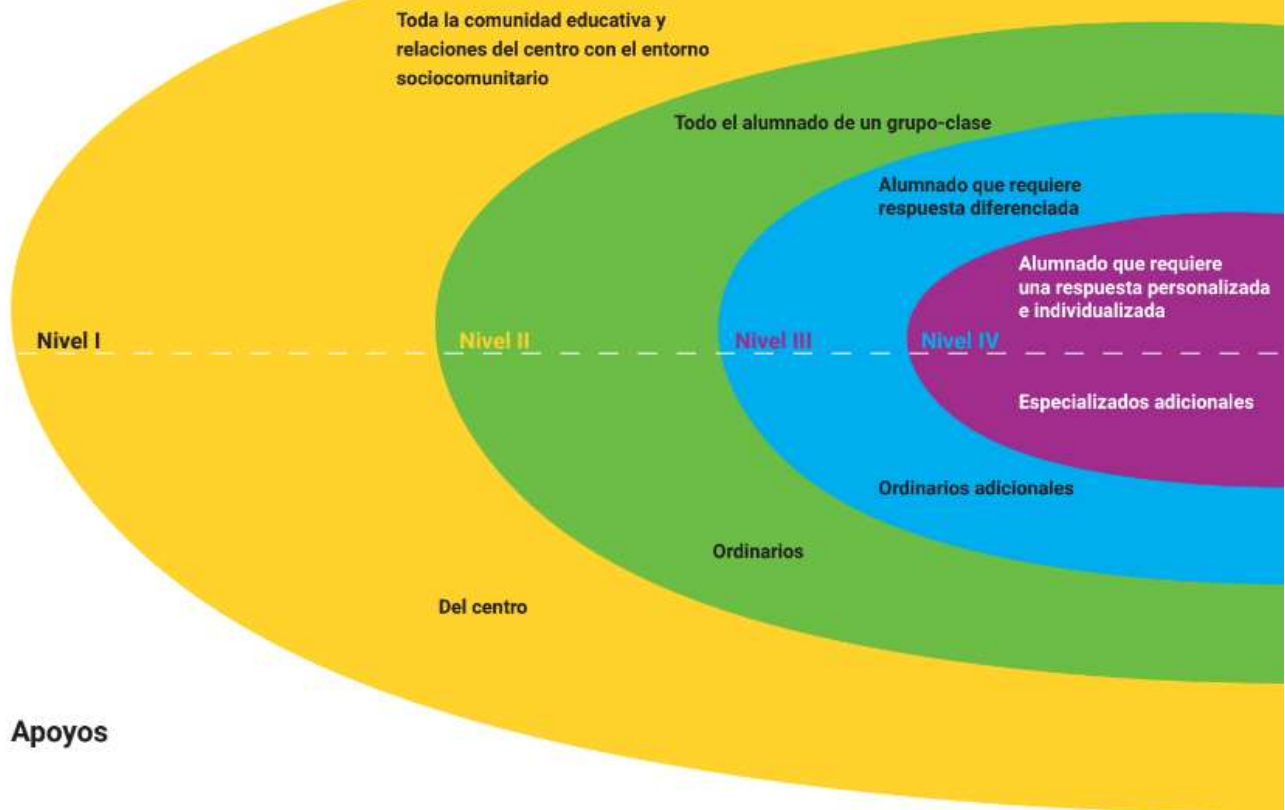 Toda la comunidad educativa y
relaciones del centro con el entorno
sociocomunitario
Todo el alumnado de un grupo-clase
Alumnado que requiere
respuesta diferenciada
Alumnado que requiere
una respuesta personalizada
e individualizada
Nivel I
Nivel II
Nivel III
Nivel IV
Especializados adicionales
Ordinarios adicionales
Ordinarios
Del centro
Apoyos